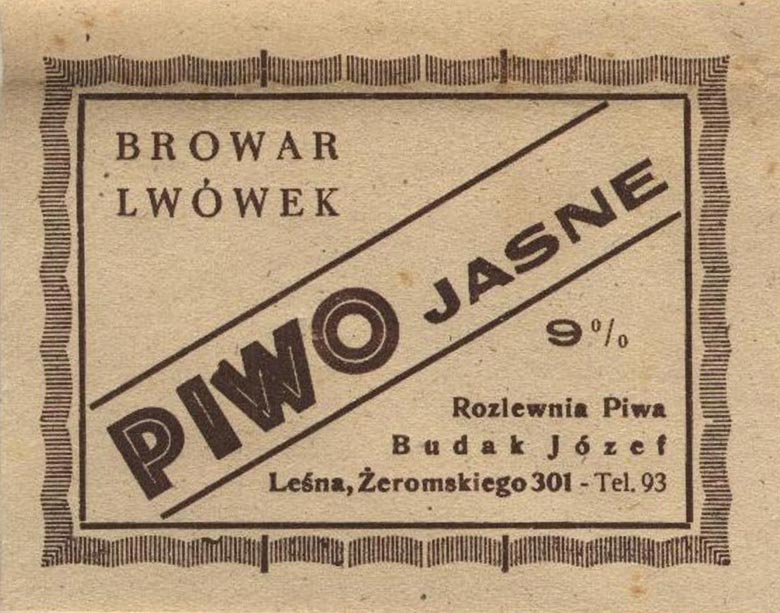 BROWAR
LWÓWEK
PIWO JASNE
9%
Rozlewnia Piwa
Budak Józef
Leśna, Żeromskiego 301 - Tel. 93